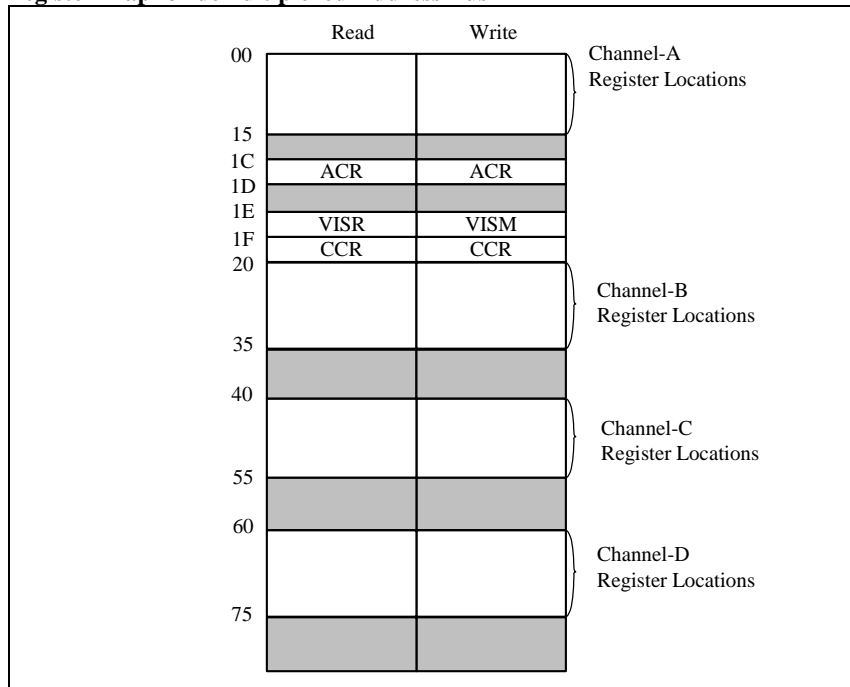 Read Write
00
Channel-A
Register Locations
15
1C
ACR ACR
1D
1E
VISR VISM
1F
CCR CCR
20
Channel-B
Register Locations
35
40
Channel-C
Register Locations
55
60
Channel-D
Register Locations
75